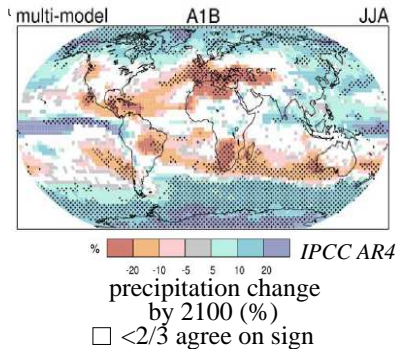 multi-model A1B JJA
% -20 -10 -5 5 10 20 IPCC AR4
precipitation change
by 2100 (%)
<2/3 agree on sign